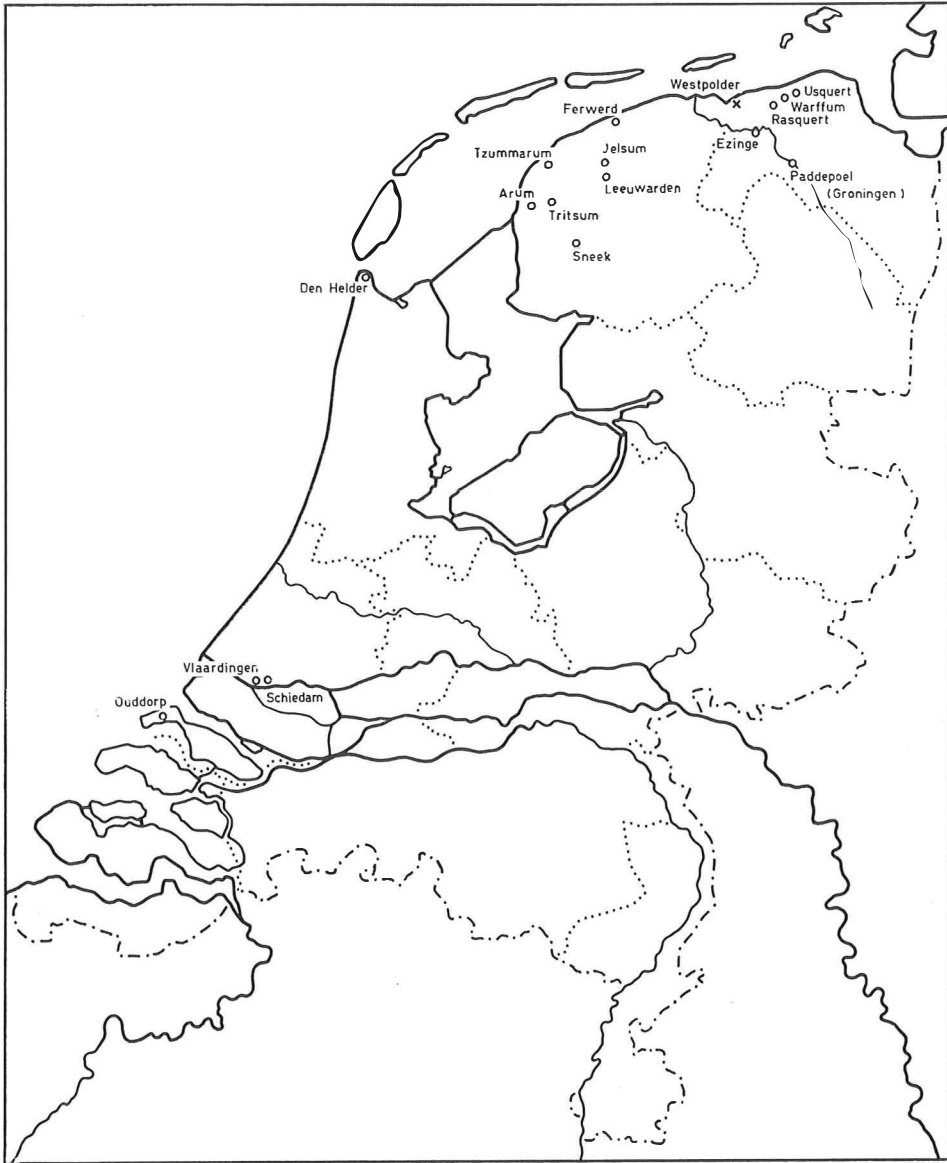 Westpolder
Usquert
Warffum
Rasquert
Ferwerd
Ezinge
Tzummarum
Jelsum
Paddepoel
(Groningen)
Leeuwarden
Arum
Tritsum
Sneek
Den Helder
Vlaardingen
Schiedam
Ouddorp